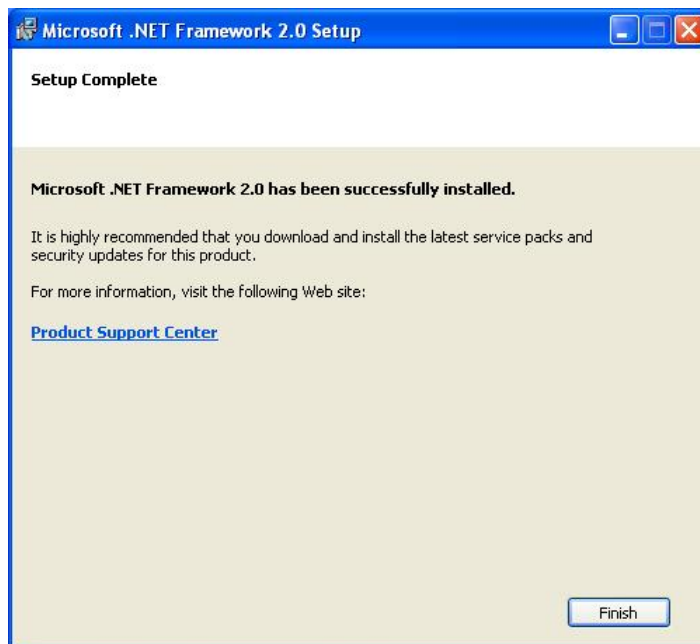 Microsoft .NET Framework 2.0 Setup
Setup Complete
Microsoft .NET Framework 2.0 has been successfully installed.
It is highly recommended that you download and install the latest service packs and
security updates for this product.
For more information, visit the following Web site:
Product Support Center
Finish